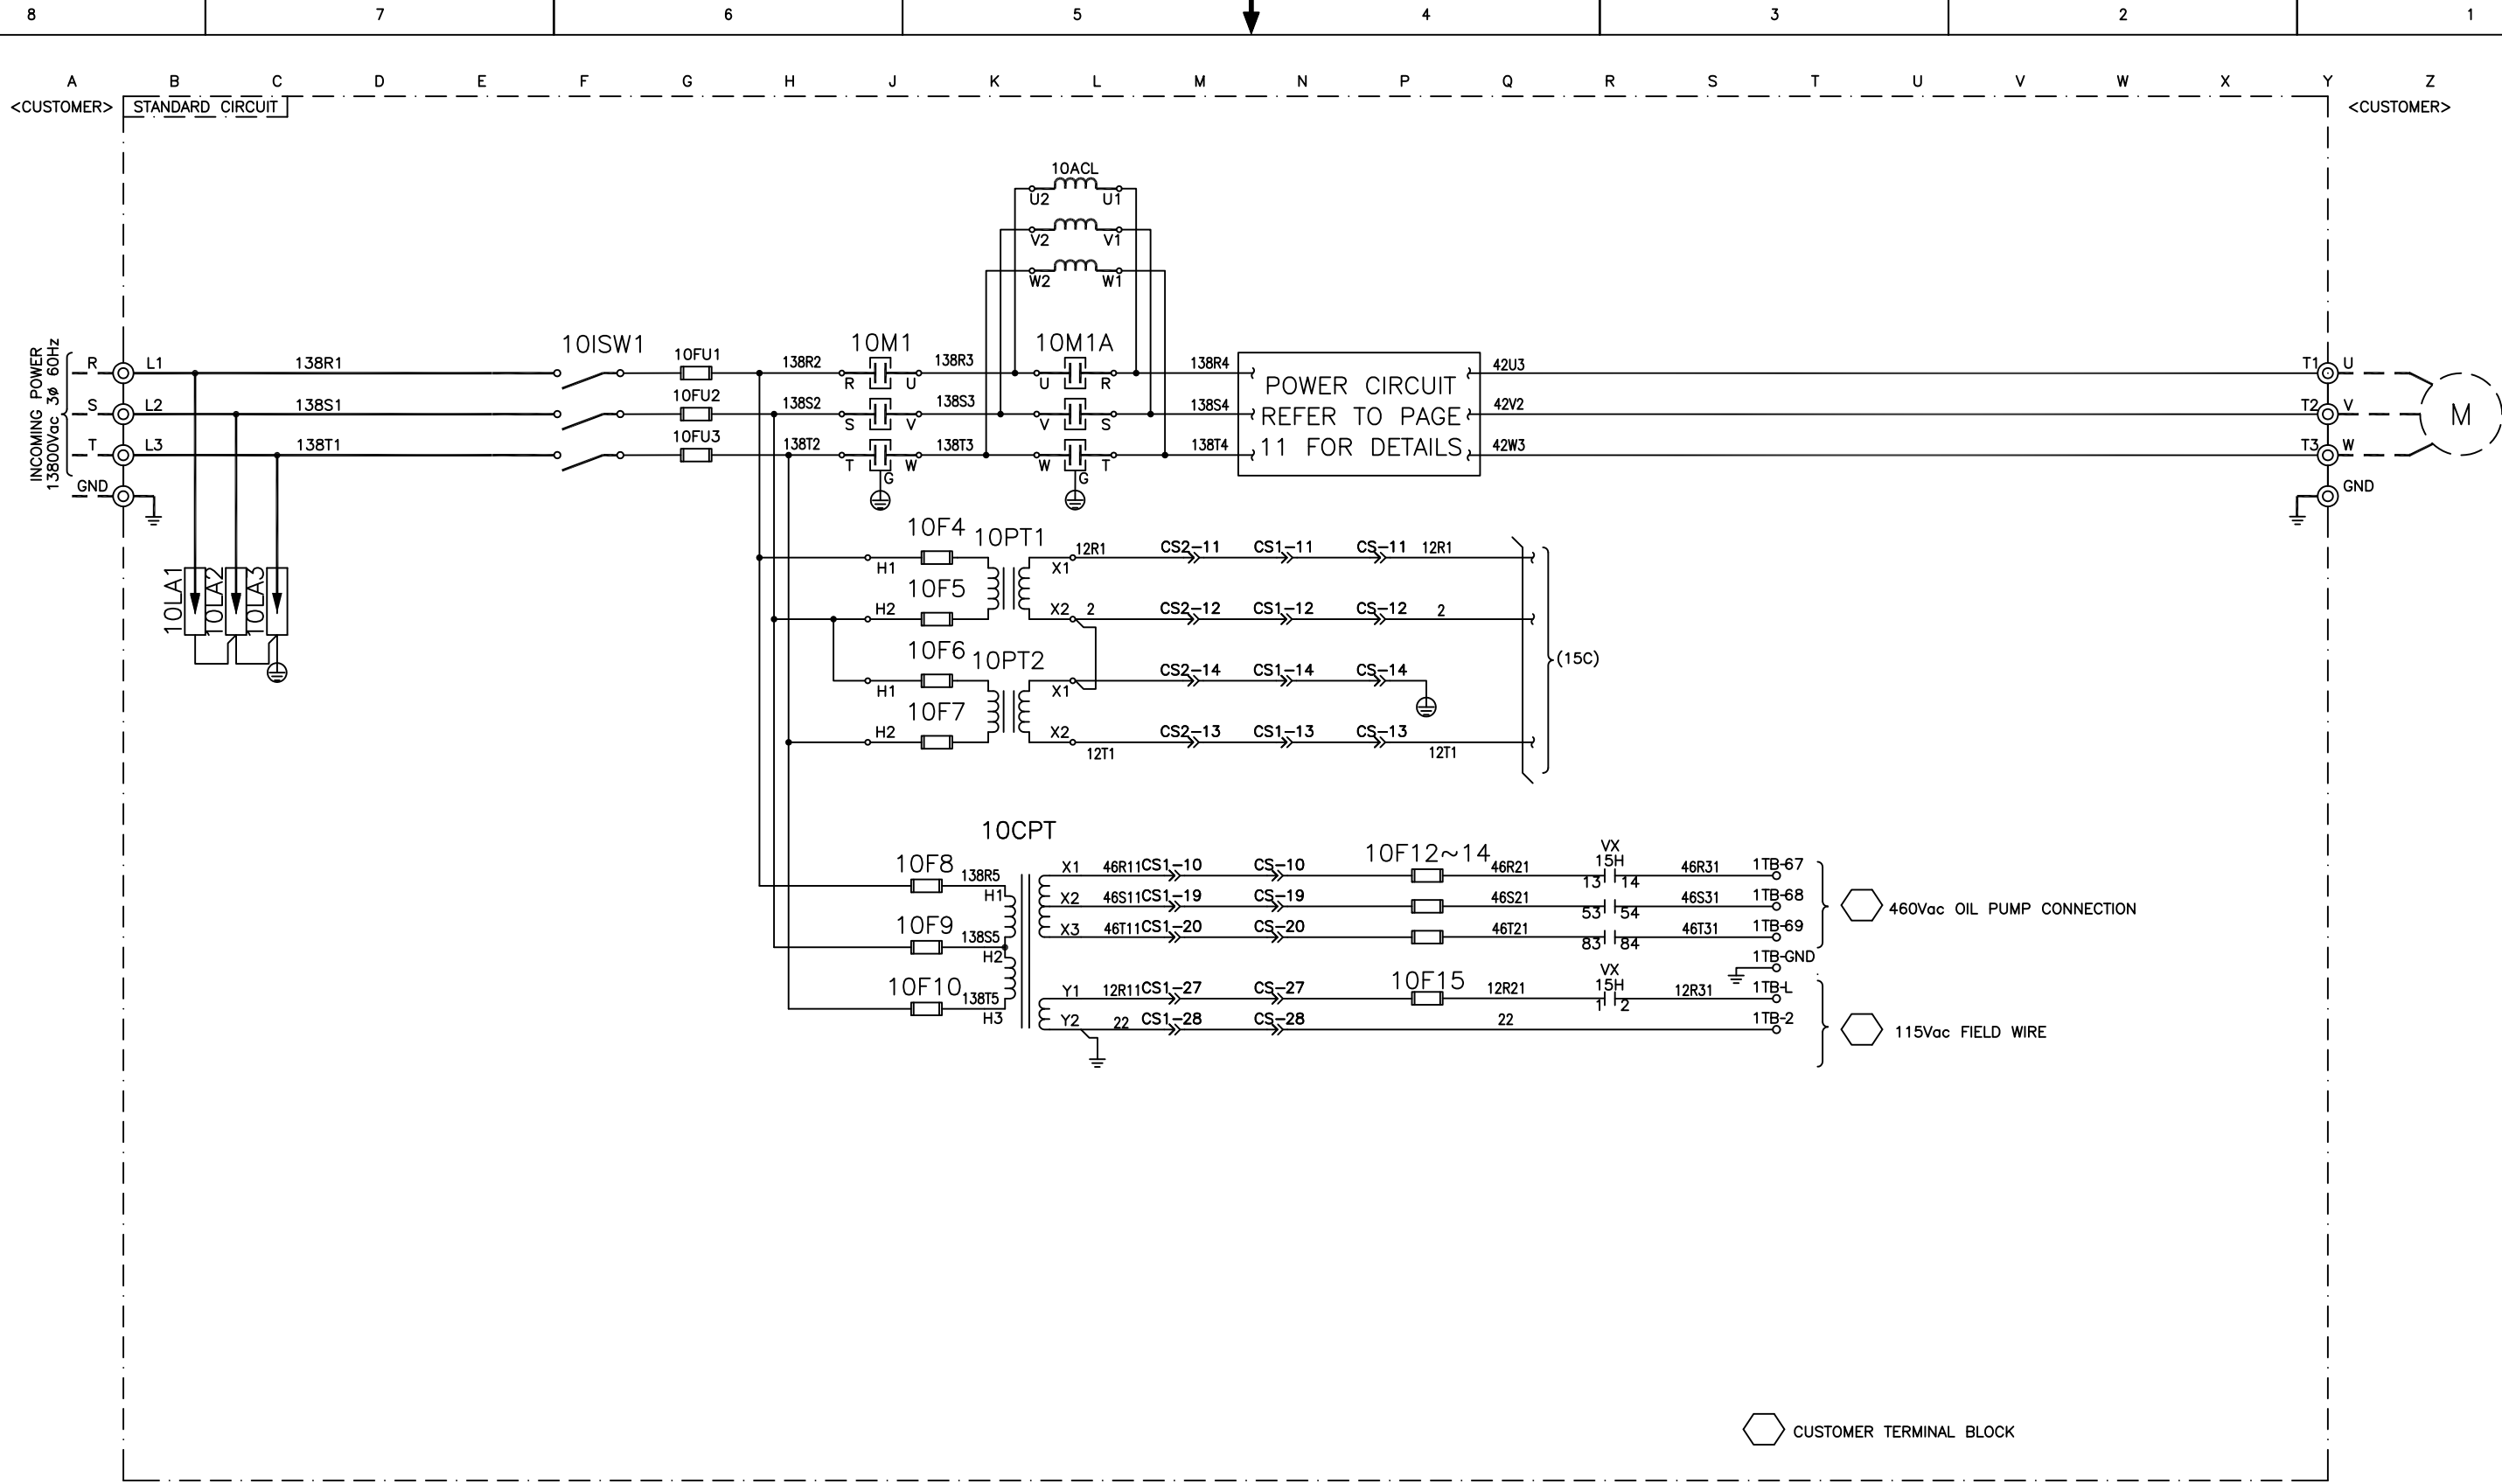 8 7 6 5 4 3 2 1
A B C D E F G H J K L M N P Q R S T U V W X Y Z
<CUSTOMER> STANDARD CIRCUIT <CUSTOMER>
10ACL
U2 U1
V2 V1
W2 W1
INCOMING POWER
13800Vac 3ø 60Hz
10ISW1 10M1 10M1A
R L1 138R1 10FU1 138R2 R U 138R3 U R 138R4 42U3 T1 U
S L2 138S1 10FU2 138S2 S V 138S3 V S 138S4 42V2 T2 V
T L3 138T1 10FU3 138T2 T W 138T3 W T 138T4 42W3 T3 W
POWER CIRCUIT
REFER TO PAGE
11 FOR DETAILS
M
GND G G GND
10LA1 10LA2 10LA3
10F4 10PT1
H1 X1 12R1 CS2-11 CS1-11 CS-11 12R1
10F5
H2 X2 2 CS2-12 CS1-12 CS-12 2
10F6 10PT2 (15C)
H1 X1 CS2-14 CS1-14 CS-14
10F7
H2 X2 12T1 CS2-13 CS1-13 CS-13 12T1
10CPT
10F8 138R5 H1 X1 46R11 CS1-10 CS-10 10F12~14 46R21 VX 15H 13 14 46R31 1TB-67
X2 46S11 CS1-19 CS-19 46S21 53 54 46S31 1TB-68
460Vac OIL PUMP CONNECTION
10F9 138S5 H2 X3 46T11 CS1-20 CS-20 46T21 83 84 46T31 1TB-69
1TB-GND
10F10 138T5 H3 Y1 12R11 CS1-27 CS-27 10F15 12R21 VX 15H 1 2 12R31 1TB-L
Y2 22 CS1-28 CS-28 22 1TB-2
115Vac FIELD WIRE
CUSTOMER TERMINAL BLOCK